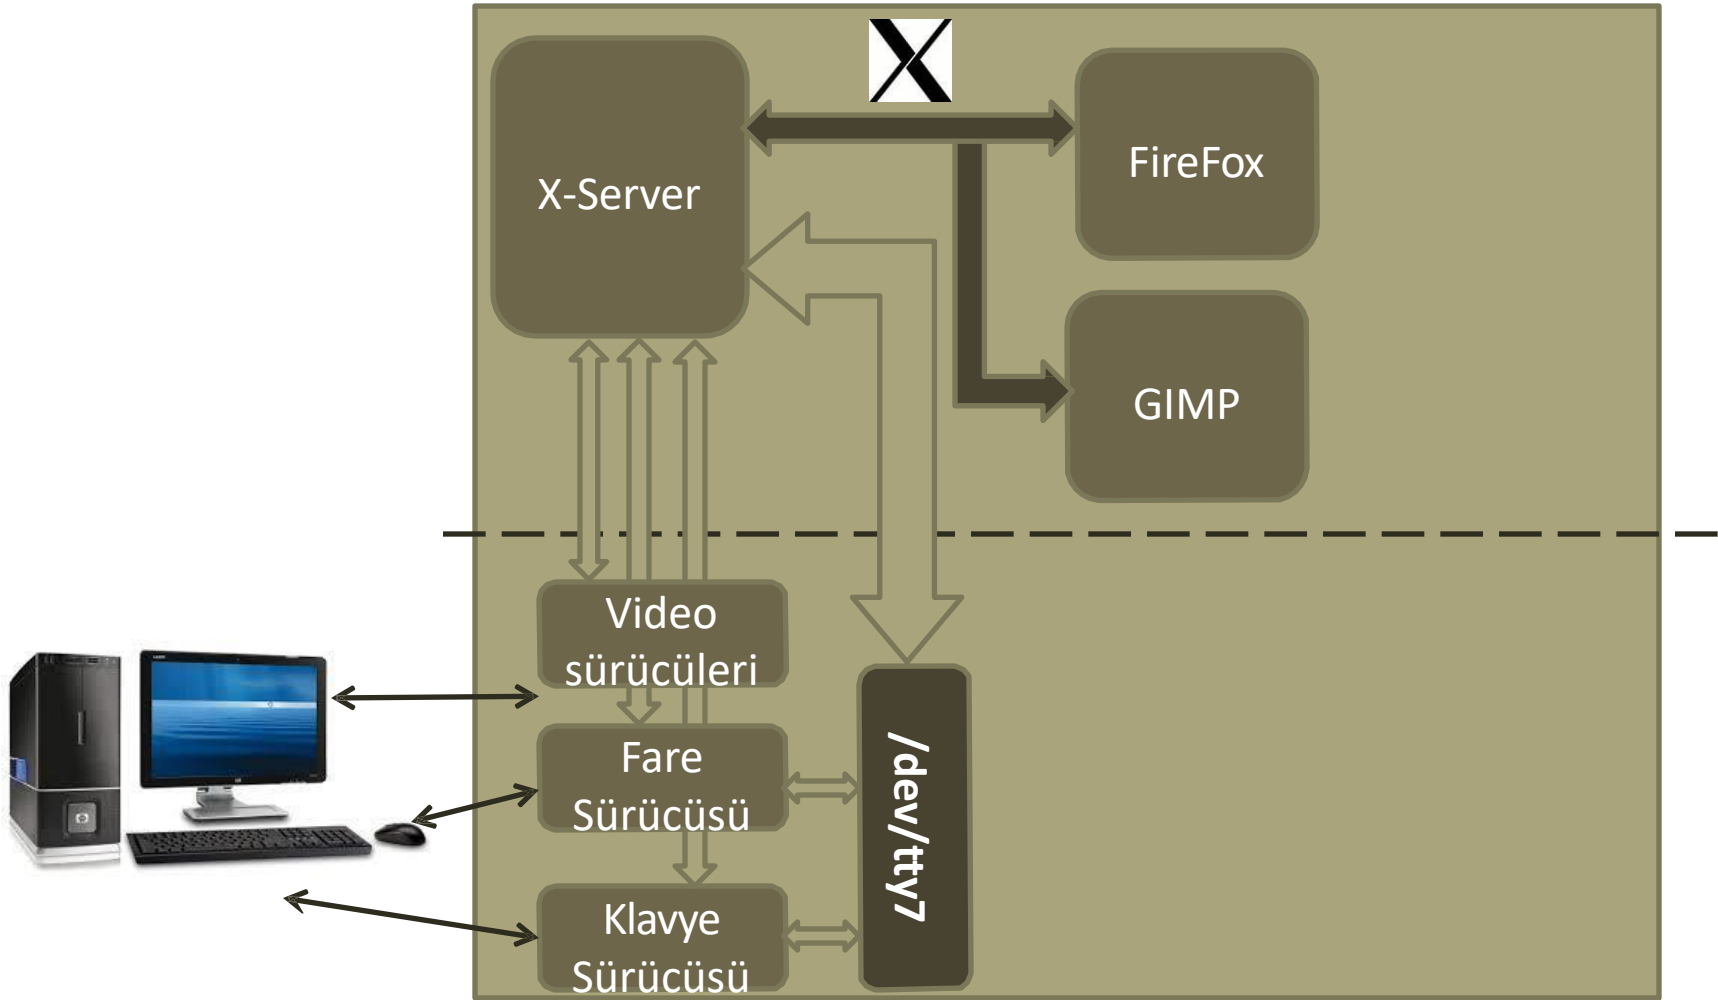 X-Server
FireFox
GIMP
Video
sürücüleri
Fare
Sürücüsü
Klavye
Sürücüsü
/dev/tty7